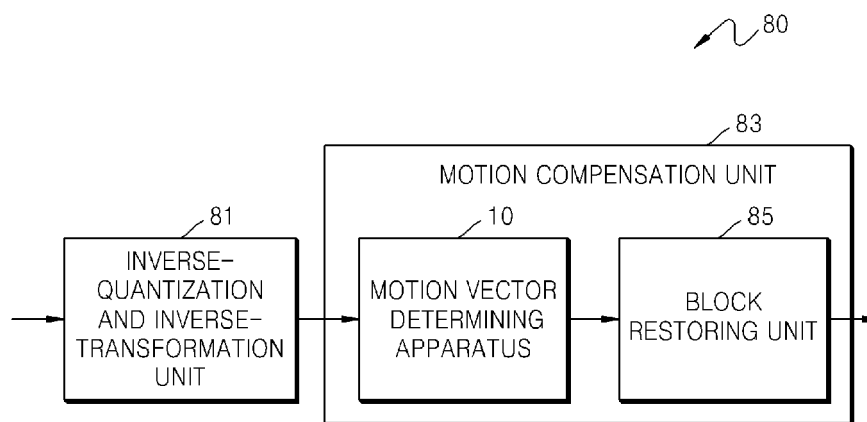 80
83
MOTION COMPENSATION UNIT
81
INVERSE-
QUANTIZATION
AND INVERSE-
TRANSFORMATION
UNIT
10
MOTION VECTOR
DETERMINING
APPARATUS
85
BLOCK
RESTORING UNIT